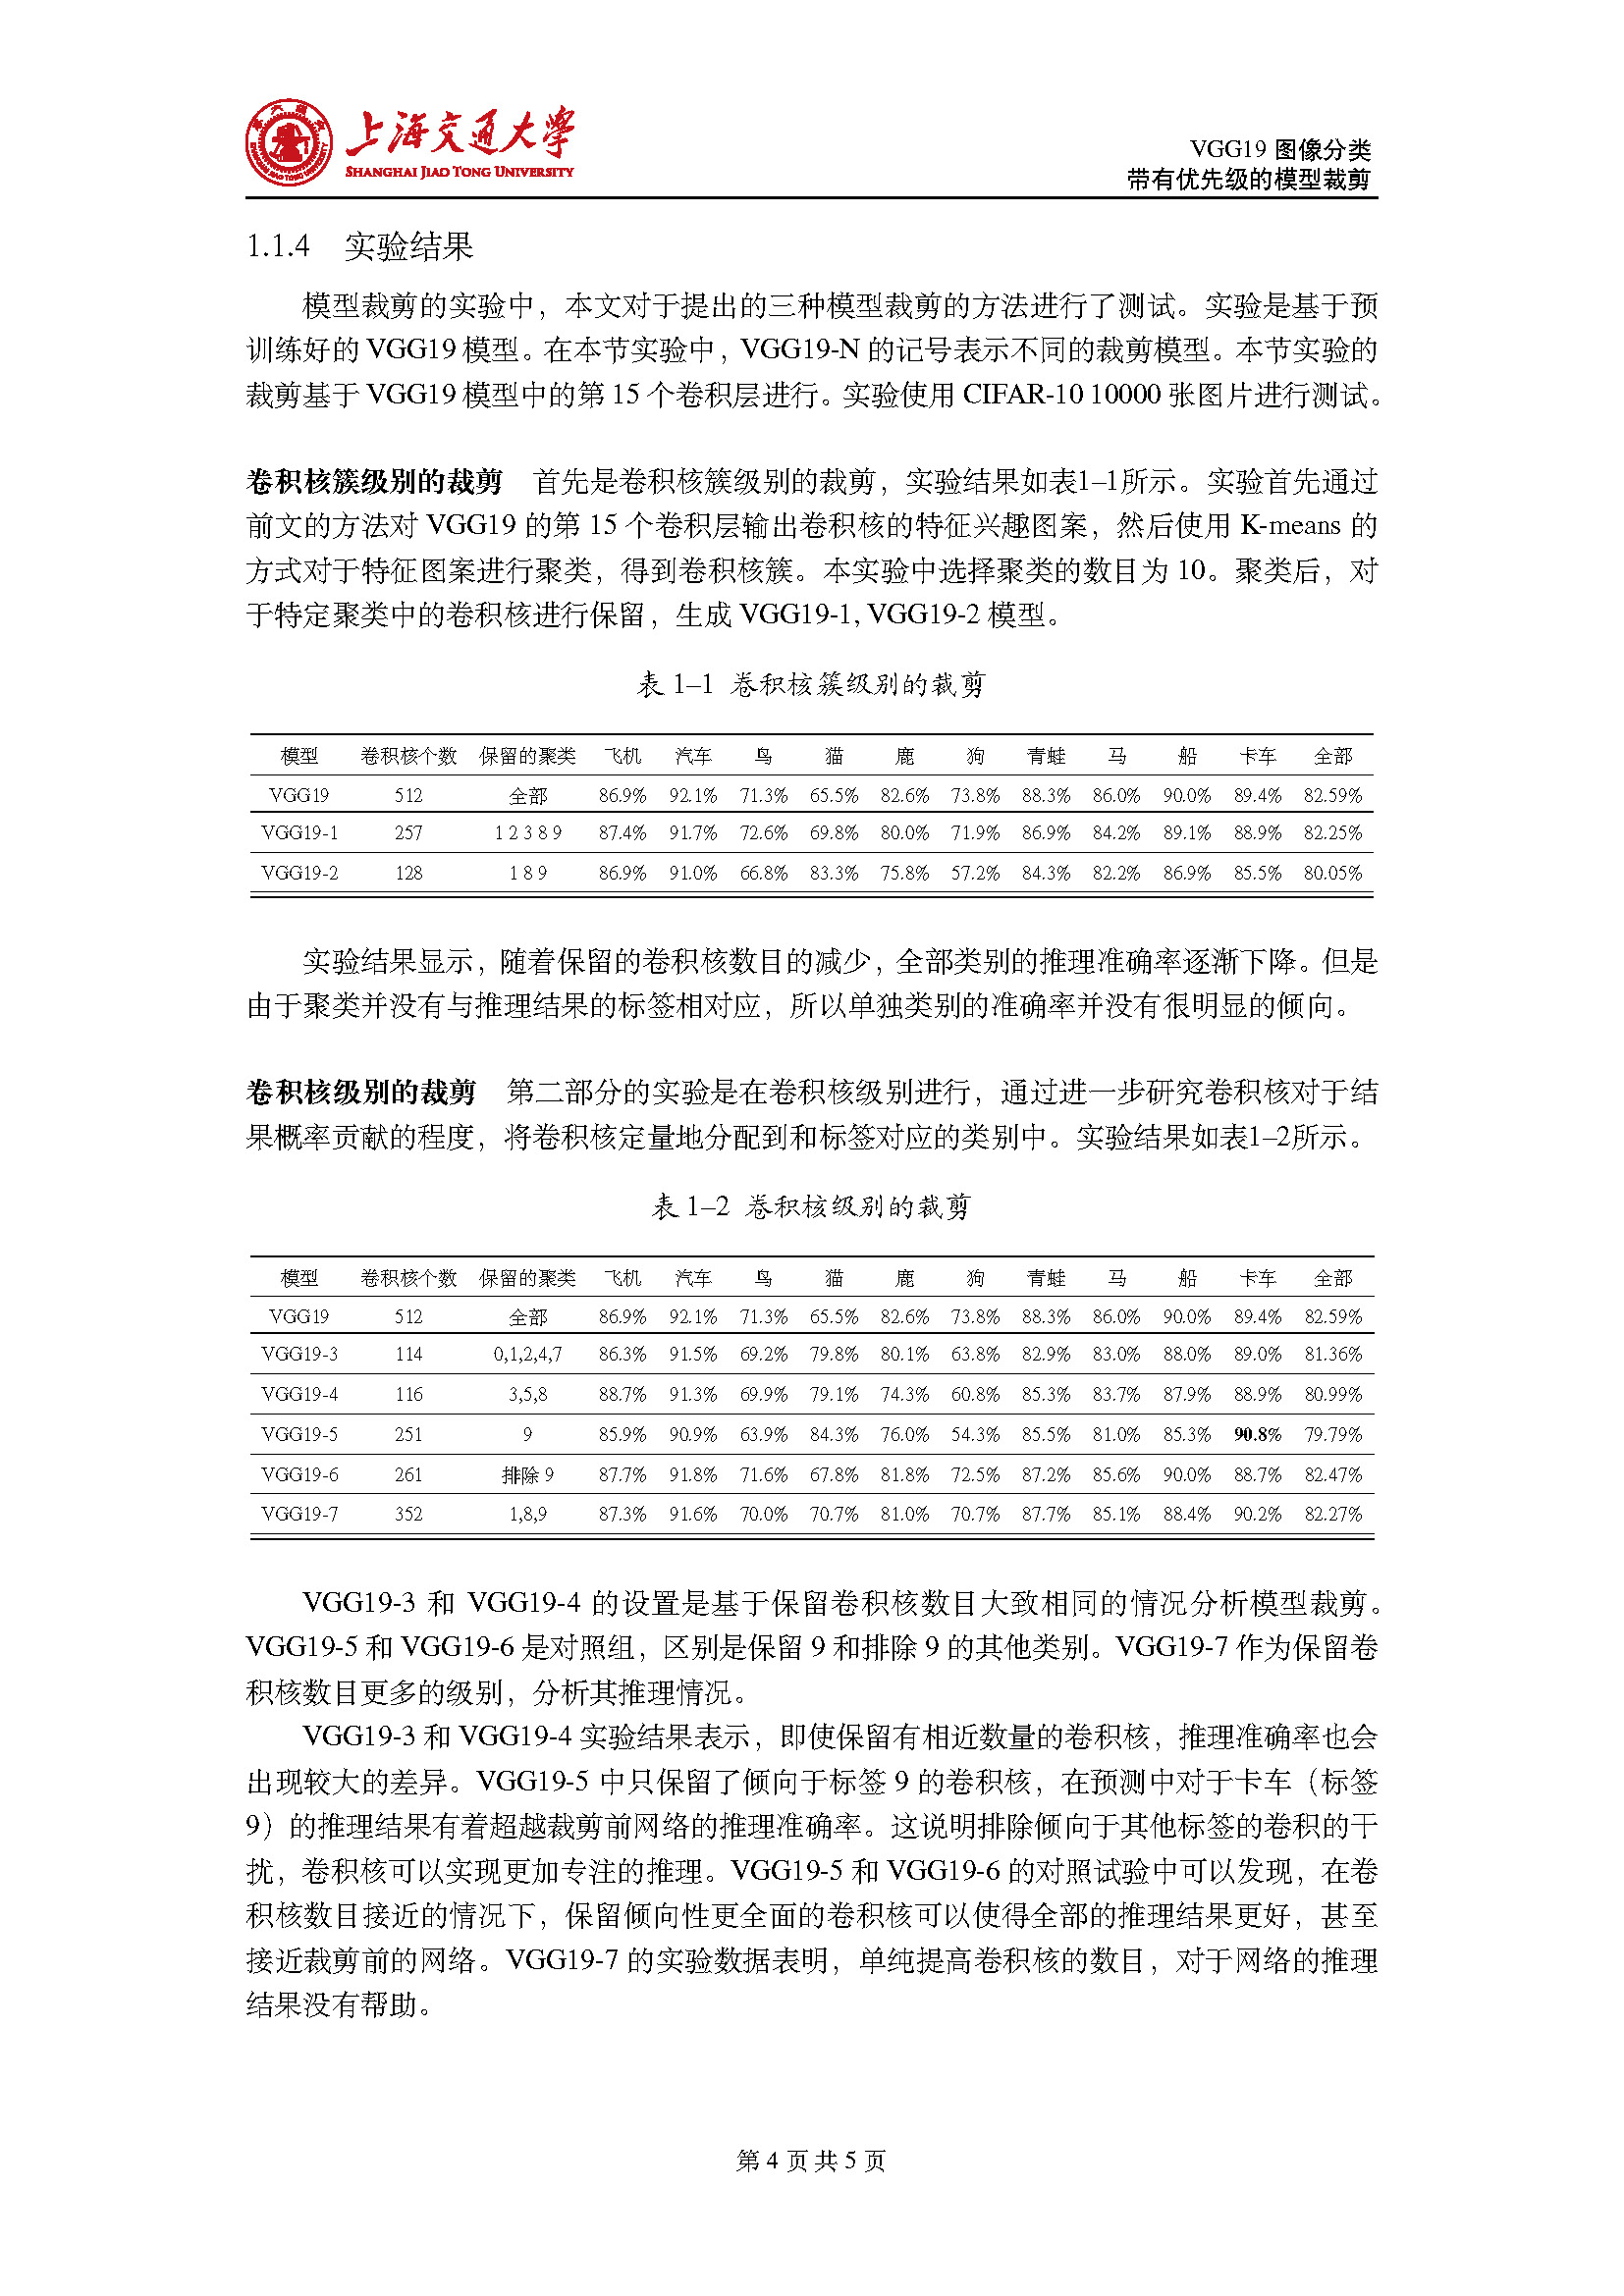 上海交通大学
SHANGHAI JIAO TONG UNIVERSITY
VGG19 图像分类
带有优先级的模型裁剪
1.1.4 实验结果
模型裁剪的实验中，本文对于提出的三种模型裁剪的方法进行了测试。实验是基于预
训练好的 VGG19 模型。在本节实验中，VGG19-N 的记号表示不同的裁剪模型。本节实验的
裁剪基于 VGG19 模型中的第 15 个卷积层进行。实验使用 CIFAR-10 10000 张图片进行测试。
卷积核簇级别的裁剪 首先是卷积核簇级别的裁剪，实验结果如表1–1所示。实验首先通过
前文的方法对 VGG19 的第 15 个卷积层输出卷积核的特征兴趣图案，然后使用 K-means 的
方式对于特征图案进行聚类，得到卷积核簇。本实验中选择聚类的数目为 10。聚类后，对
于特定聚类中的卷积核进行保留，生成 VGG19-1, VGG19-2 模型。
表 1–1 卷积核簇级别的裁剪
模型 卷积核个数 保留的聚类 飞机 汽车 鸟 猫 鹿 狗 青蛙 马 船 卡车 全部
VGG19 512 全部 86.9% 92.1% 71.3% 65.5% 82.6% 73.8% 88.3% 86.0% 90.0% 89.4% 82.59%
VGG19-1 257 1 2 3 8 9 87.4% 91.7% 72.6% 69.8% 80.0% 71.9% 86.9% 84.2% 89.1% 88.9% 82.25%
VGG19-2 128 1 8 9 86.9% 91.0% 66.8% 83.3% 75.8% 57.2% 84.3% 82.2% 86.9% 85.5% 80.05%
实验结果显示，随着保留的卷积核数目的减少，全部类别的推理准确率逐渐下降。但是
由于聚类并没有与推理结果的标签相对应，所以单独类别的准确率并没有很明显的倾向。
卷积核级别的裁剪 第二部分的实验是在卷积核级别进行，通过进一步研究卷积核对于结
果概率贡献的程度，将卷积核定量地分配到和标签对应的类别中。实验结果如表1–2所示。
表 1–2 卷积核级别的裁剪
模型 卷积核个数 保留的聚类 飞机 汽车 鸟 猫 鹿 狗 青蛙 马 船 卡车 全部
VGG19 512 全部 86.9% 92.1% 71.3% 65.5% 82.6% 73.8% 88.3% 86.0% 90.0% 89.4% 82.59%
VGG19-3 114 0,1,2,4,7 86.3% 91.5% 69.2% 79.8% 80.1% 63.8% 82.9% 83.0% 88.0% 89.0% 81.36%
VGG19-4 116 3,5,8 88.7% 91.3% 69.9% 79.1% 74.3% 60.8% 85.3% 83.7% 87.9% 88.9% 80.99%
VGG19-5 251 9 85.9% 90.9% 63.9% 84.3% 76.0% 54.3% 85.5% 81.0% 85.3% 90.8% 79.79%
VGG19-6 261 排除 9 87.7% 91.8% 71.6% 67.8% 81.8% 72.5% 87.2% 85.6% 90.0% 88.7% 82.47%
VGG19-7 352 1,8,9 87.3% 91.6% 70.0% 70.7% 81.0% 70.7% 87.7% 85.1% 88.4% 90.2% 82.27%
VGG19-3 和 VGG19-4 的设置是基于保留卷积核数目大致相同的情况分析模型裁剪。
VGG19-5 和 VGG19-6 是对照组，区别是保留 9 和排除 9 的其他类别。VGG19-7 作为保留卷
积核数目更多的级别，分析其推理情况。
VGG19-3 和 VGG19-4 实验结果表示，即使保留有相近数量的卷积核，推理准确率也会
出现较大的差异。VGG19-5 中只保留了倾向于标签 9 的卷积核，在预测中对于卡车（标签
9）的推理结果有着超越裁剪前网络的推理准确率。这说明排除倾向于其他标签的卷积的干
扰，卷积核可以实现更加专注的推理。VGG19-5 和 VGG19-6 的对照试验中可以发现，在卷
积核数目接近的情况下，保留倾向性更全面的卷积核可以使得全部的推理结果更好，甚至
接近裁剪前的网络。VGG19-7 的实验数据表明，单纯提高卷积核的数目，对于网络的推理
结果没有帮助。
第 4 页 共 5 页